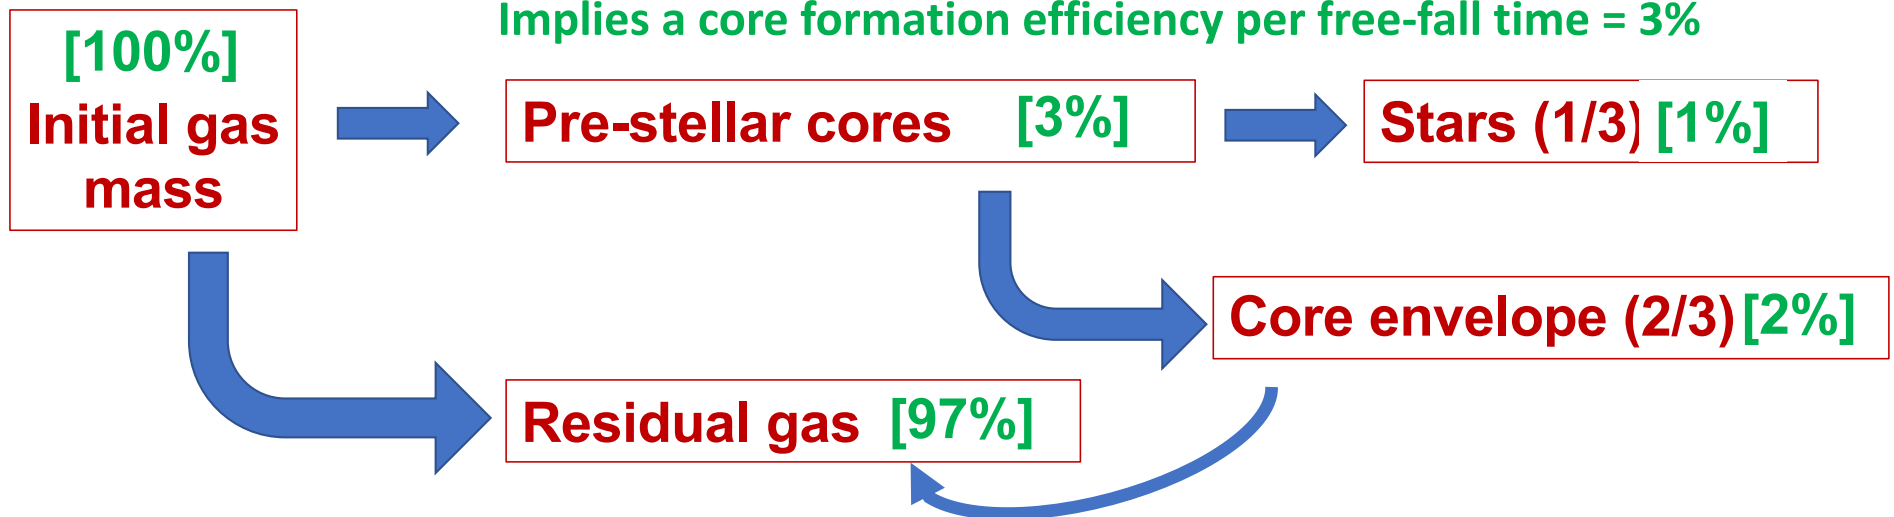 Implies a core formation efficiency per free-fall time = 3%
[100%]
Initial gas
mass
Pre-stellar cores [3%]
Stars (1/3) [1%]
Core envelope (2/3) [2%]
Residual gas [97%]